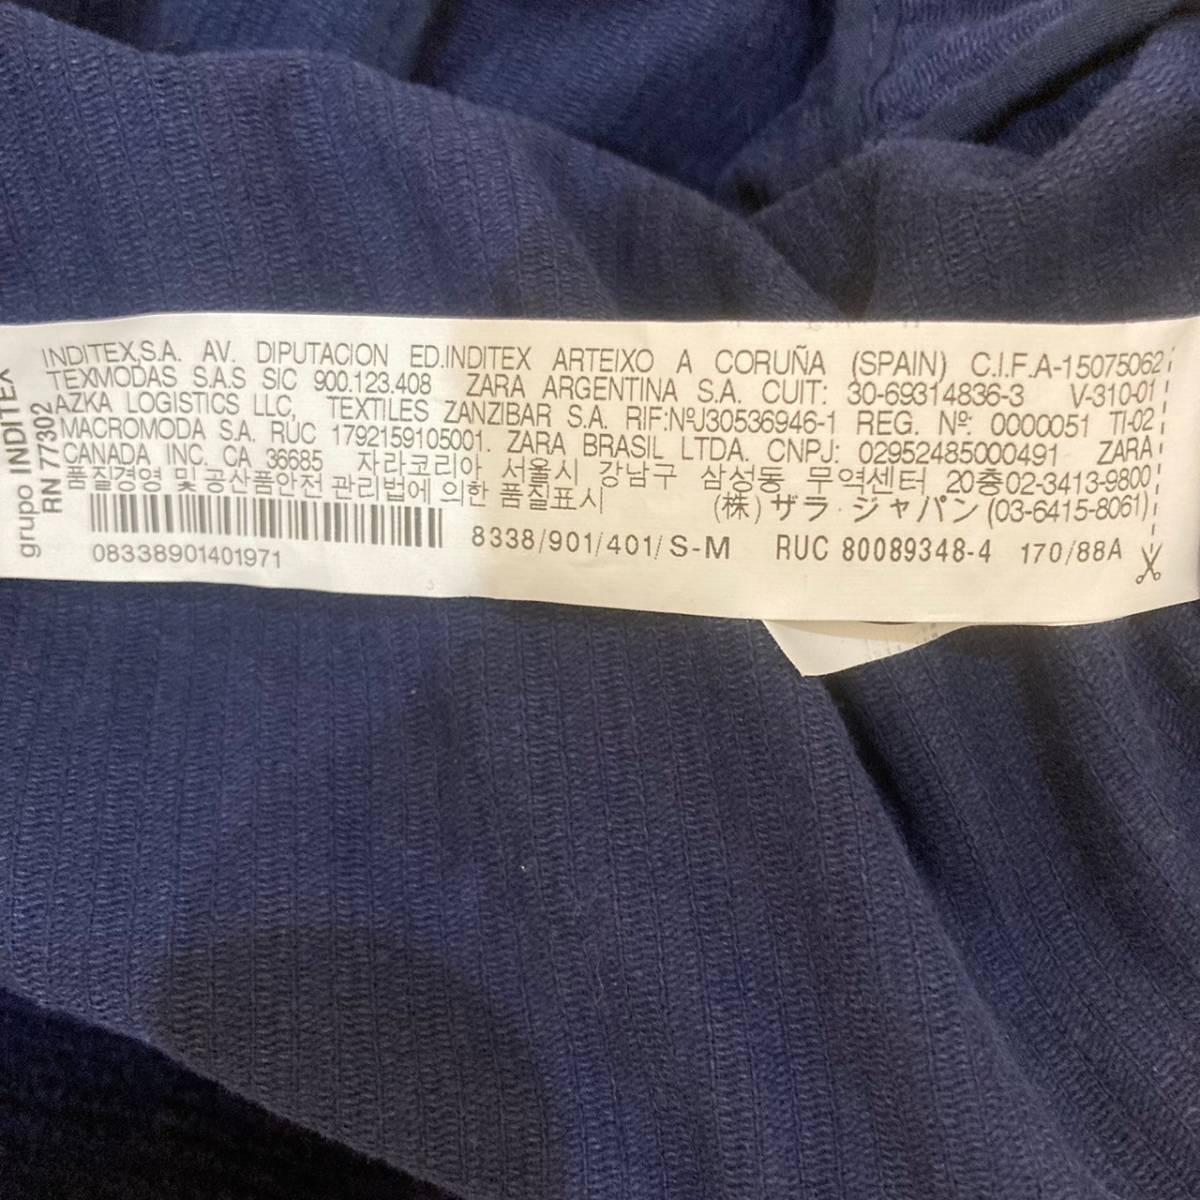 grupo INDITEX
RN 77302
INDITEX,S.A. AV. DIPUTACION ED.INDITEX ARTEIXO A CORUÑA (SPAIN) C.I.F.A-15075062
TEXMODAS S.A.S SIC 900.123.408 ZARA ARGENTINA S.A. CUIT: 30-69314836-3 V-310-01
AZKA LOGISTICS LLC, TEXTILES ZANZIBAR S.A. RIF:NºJ30536946-1 REG. Nº: 0000051 TI-02
MACROMODA S.A. RUC 1792159105001. ZARA BRASIL LTDA. CNPJ: 02952485000491 ZARA
CANADA INC. CA 36685 자라코리아 서울시 강남구 삼성동 무역센터 20층02-3413-9800
품질경영 및 공산품안전 관리법에 의한 품질표시 (株)ザラ・ジャパン(03-6415-8061)
08338901401971 8338/901/401/ S-M RUC 80089348-4 170/88A